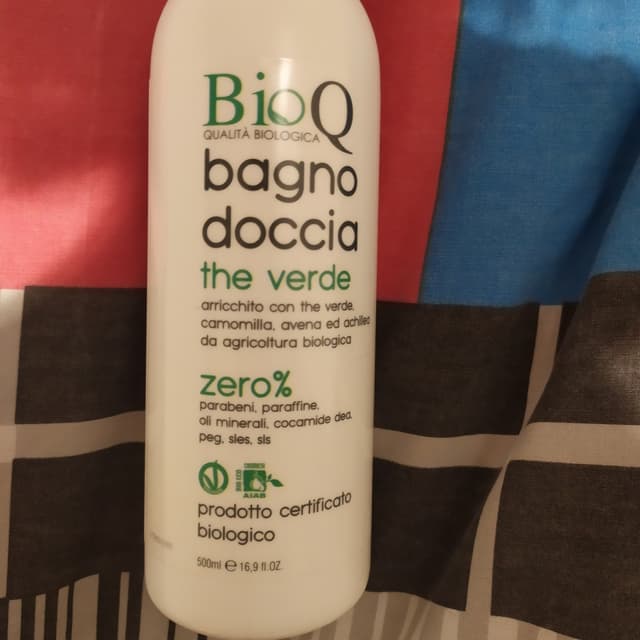 BioQ
QUALITÀ BIOLOGICA
bagno
doccia
the verde
arricchito con the verde,
camomilla, avena ed achillea
da agricoltura biologica
zero%
parabeni, paraffine,
oli minerali, cocamide dea,
peg, sles, sls
AIAB
prodotto certificato
biologico
500ml e 16,9 fl.oz.